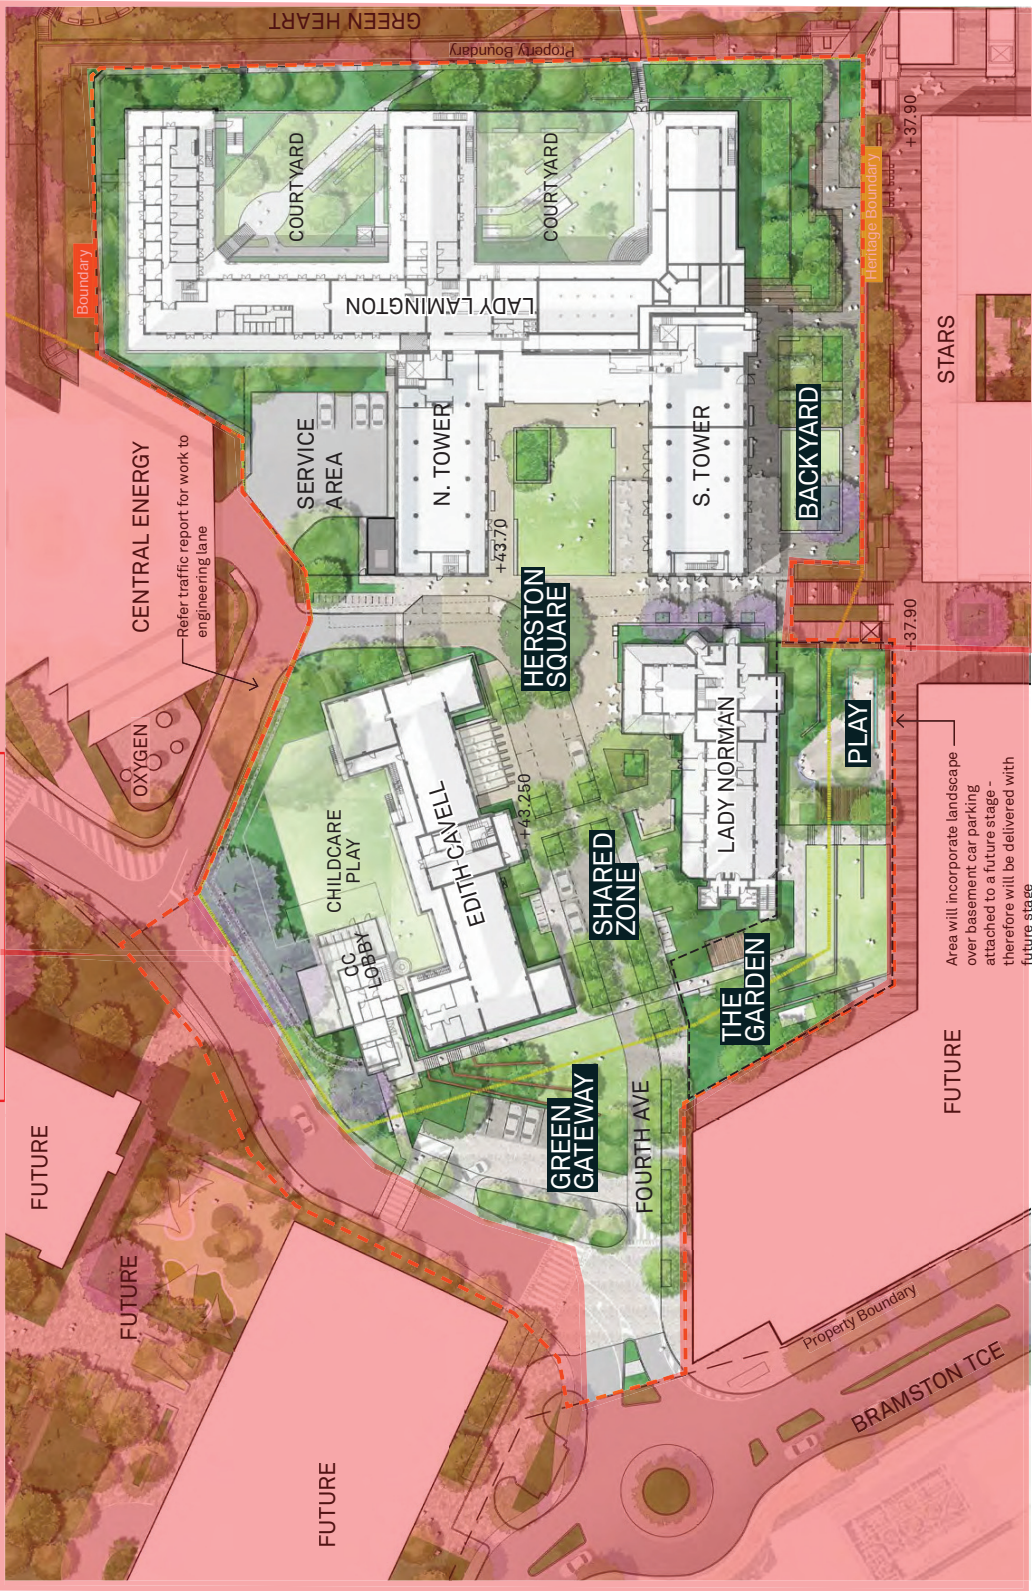 GREEN HEART
Property Boundary
COURTYARD
COURTYARD
Boundary
LADY LAMINGTON
Heritage Boundary
+37.90
STARS
CENTRAL ENERGY
Refer traffic report for work to
engineering lane
SERVICE
AREA
N. TOWER
S. TOWER
BACKYARD
+43.70
HERSTON
SQUARE
+37.90
OXYGEN
CHILDCARE
PLAY
EDITH CAVELL
+43.250
LADY NORMAN
PLAY
SHARED
ZONE
CC
LOBBY
THE
GARDEN
Area will incorporate landscape
over basement car parking
attached to a future stage -
therefore will be delivered with
future stage
GREEN
GATEWAY
FOURTH AVE
FUTURE
FUTURE
FUTURE
FUTURE
Property Boundary
BRAMSTON TCE